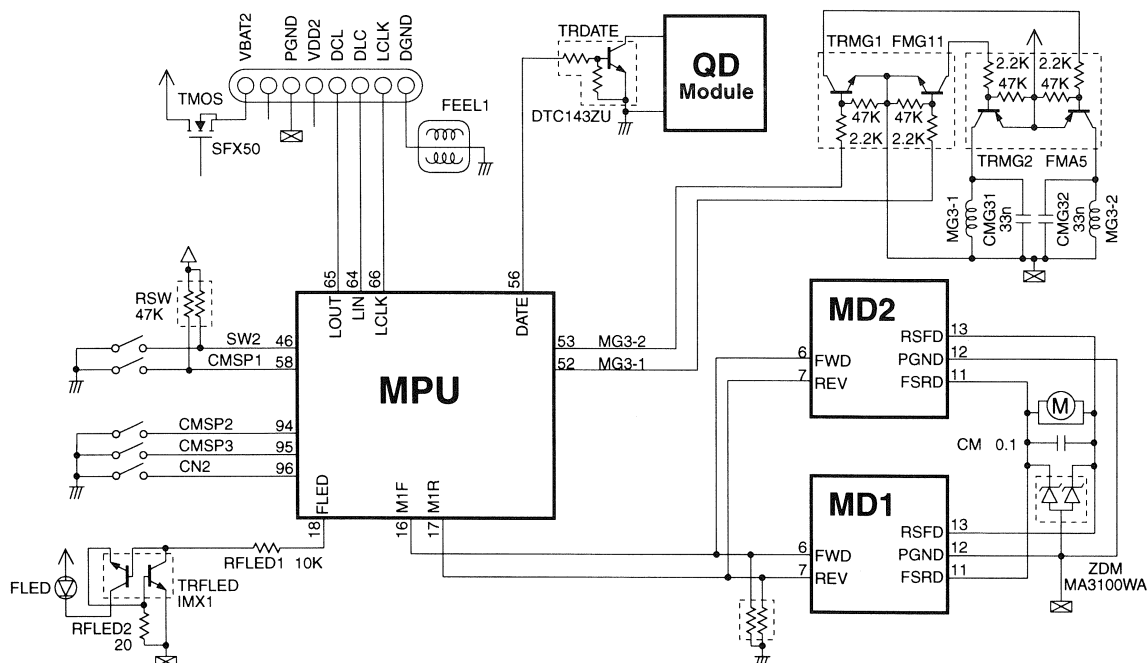 VBAT2
PGND
VDD2
DCL
DLC
LCLK
DGND
TMOS
SFX50
FEEL1
TRDATE
DTC143ZU
QD
Module
TRMG1 FMG11
47K 47K
2.2K 2.2K
2.2K 2.2K
47K 47K
TRMG2 FMA5
MG3-1
CMG31
33n
CMG32
33n
MG3-2
RSW
47K
65
64
66
56
LOUT
LIN
LCLK
DATE
SW2 46
CMSP1 58
53 MG3-2
52 MG3-1
MPU
CMSP2 94
CMSP3 95
CN2 96
FLED
M1F
M1R
18
16
17
MD2
6 FWD
7 REV
RSFD 13
PGND 12
FSRD 11
M
CM 0.1
MD1
6 FWD
7 REV
RSFD 13
PGND 12
FSRD 11
ZDM
MA3100WA
RFLED1 10K
FLED
TRFLED
IMX1
RFLED2
20